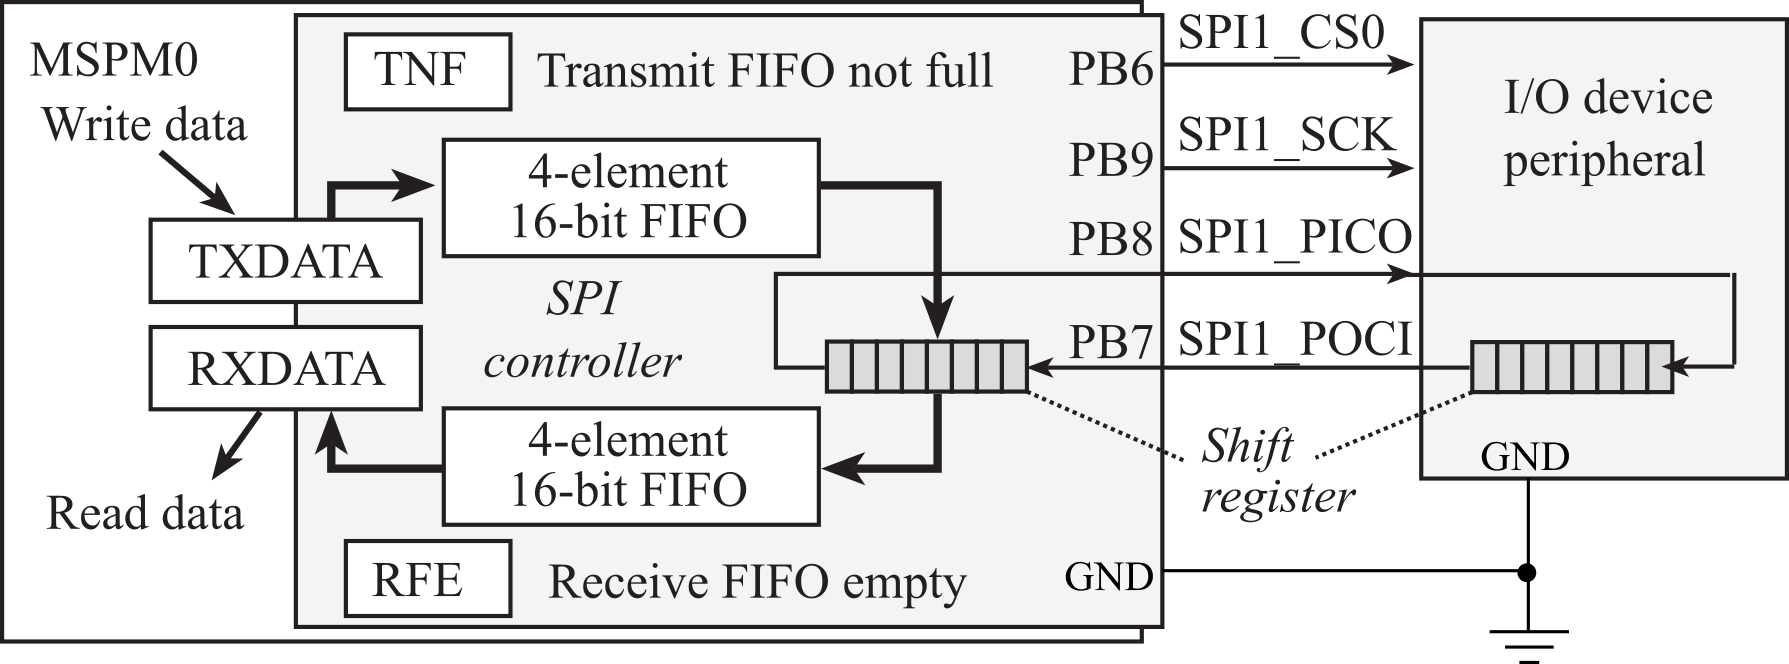 MSPM0
Write data
TNF
Transmit FIFO not full
4-element
16-bit FIFO
TXDATA
RXDATA
SPI
controller
4-element
16-bit FIFO
Read data
RFE
Receive FIFO empty
PB6
SPI1_CS0
PB9
SPI1_SCK
PB8
SPI1_PICO
PB7
SPI1_POCI
GND
Shift
register
I/O device
peripheral
GND